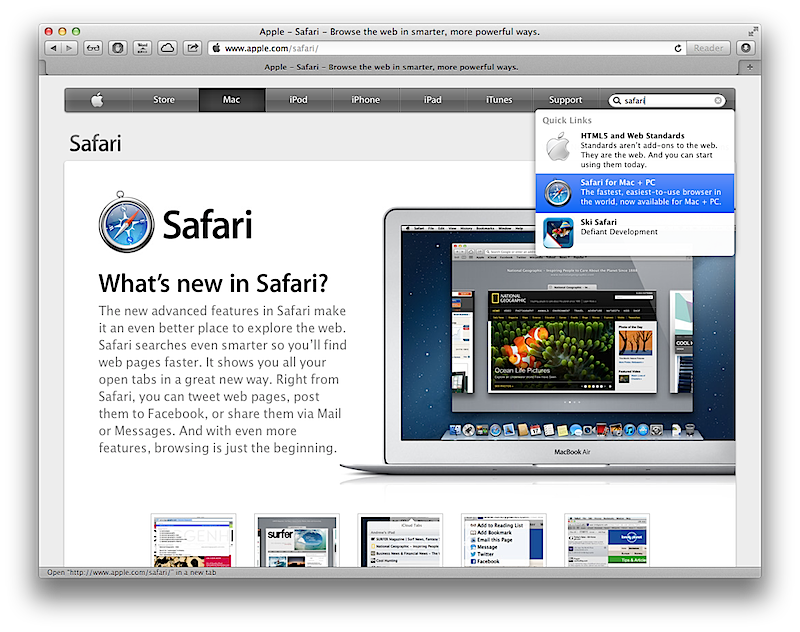 Apple – Safari – Browse the web in smarter, more powerful ways.
www.apple.com/safari/
Reader
Apple – Safari – Browse the web in smarter, more powerful ways.
Store
Mac
iPod
iPhone
iPad
iTunes
Support
safari
Quick Links
HTML5 and Web Standards
Standards aren't add-ons to the web.
They are the web. And you can start
using them today.
Safari for Mac + PC
The fastest, easiest-to-use browser in
the world, now available for Mac + PC.
Ski Safari
Defiant Development
Safari
Safari
What's new in Safari?
The new advanced features in Safari make
it an even better place to explore the web.
Safari searches even smarter so you'll find
web pages faster. It shows you all your
open tabs in a great new way. Right from
Safari, you can tweet web pages, post
them to Facebook, or share them via Mail
or Messages. And with even more
features, browsing is just the beginning.
NATIONAL
GEOGRAPHIC
Ocean Life Pictures
Photo of the Day
Featured Video
MacBook Air
surfer
iCloud Tabs
Add to Reading List
Add Bookmark
Email this Page
Message
Twitter
Facebook
Open "http://www.apple.com/safari/" in a new tab